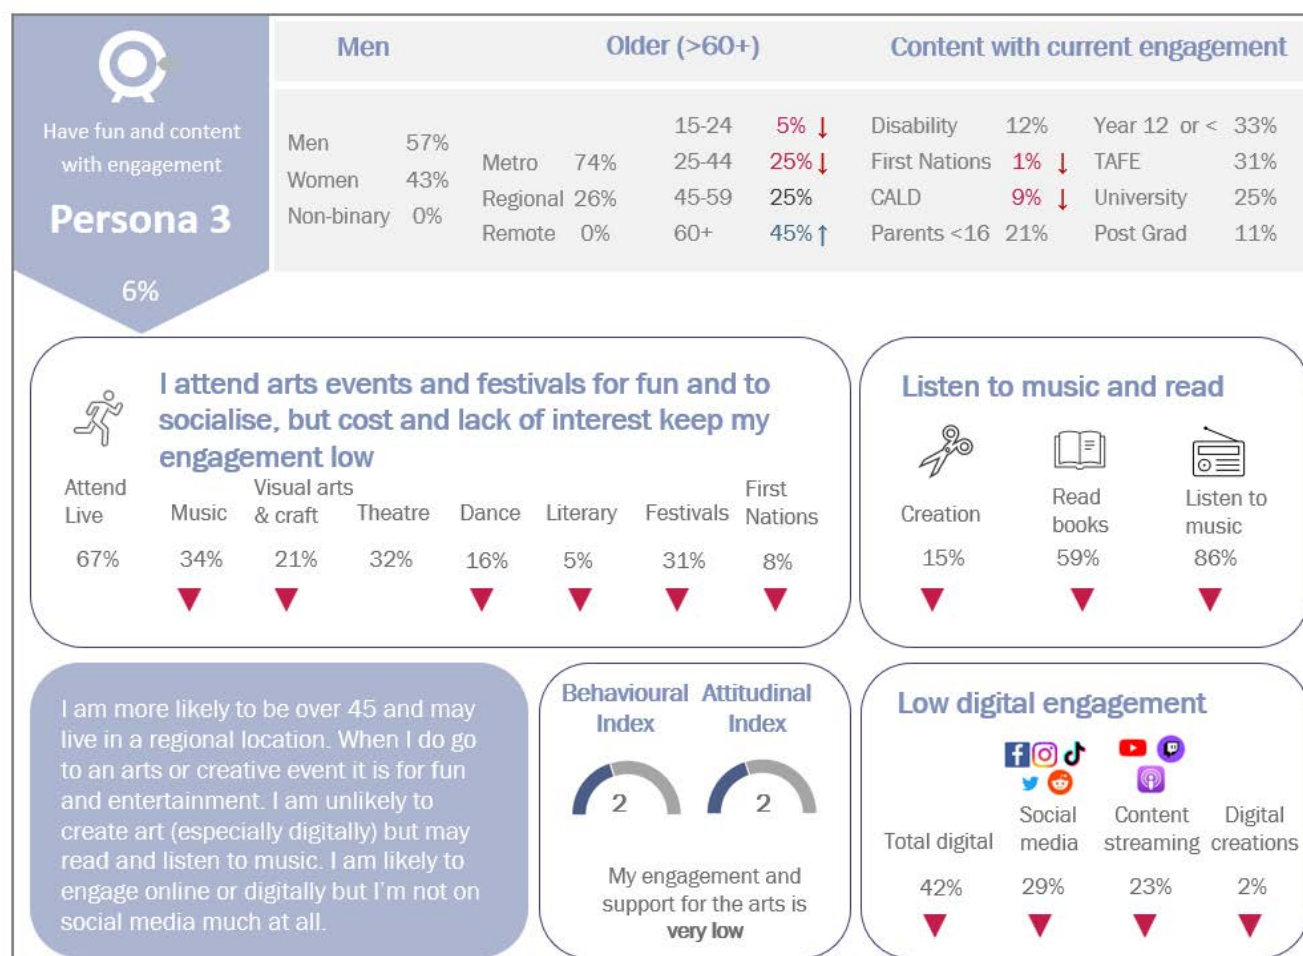 Have fun and content
with engagement
Persona 3
6%
Men
Older (>60+)
Content with current engagement
Men 57%
Women 43%
Non-binary 0%
Metro 74%
Regional 26%
Remote 0%
15-24 5% ↓
25-44 25% ↓
45-59 25%
60+ 45% ↑
Disability 12%
First Nations 1% ↓
CALD 9% ↓
Parents <16 21%
Year 12 or < 33%
TAFE 31%
University 25%
Post Grad 11%
I attend arts events and festivals for fun and to
socialise, but cost and lack of interest keep my
engagement low
Attend
Live
67%
Music
34%
Visual arts
& craft
21%
Theatre
32%
Dance
16%
Literary
5%
Festivals
31%
First
Nations
8%
Listen to music and read
Creation
15%
Read
books
59%
Listen to
music
86%
I am more likely to be over 45 and may
live in a regional location. When I do go
to an arts or creative event it is for fun
and entertainment. I am unlikely to
create art (especially digitally) but may
read and listen to music. I am likely to
engage online or digitally but I'm not on
social media much at all.
Behavioural
Index
2
Attitudinal
Index
2
My engagement and
support for the arts is
very low
Low digital engagement
Total digital
42%
Social
media
29%
Content
streaming
23%
Digital
creations
2%